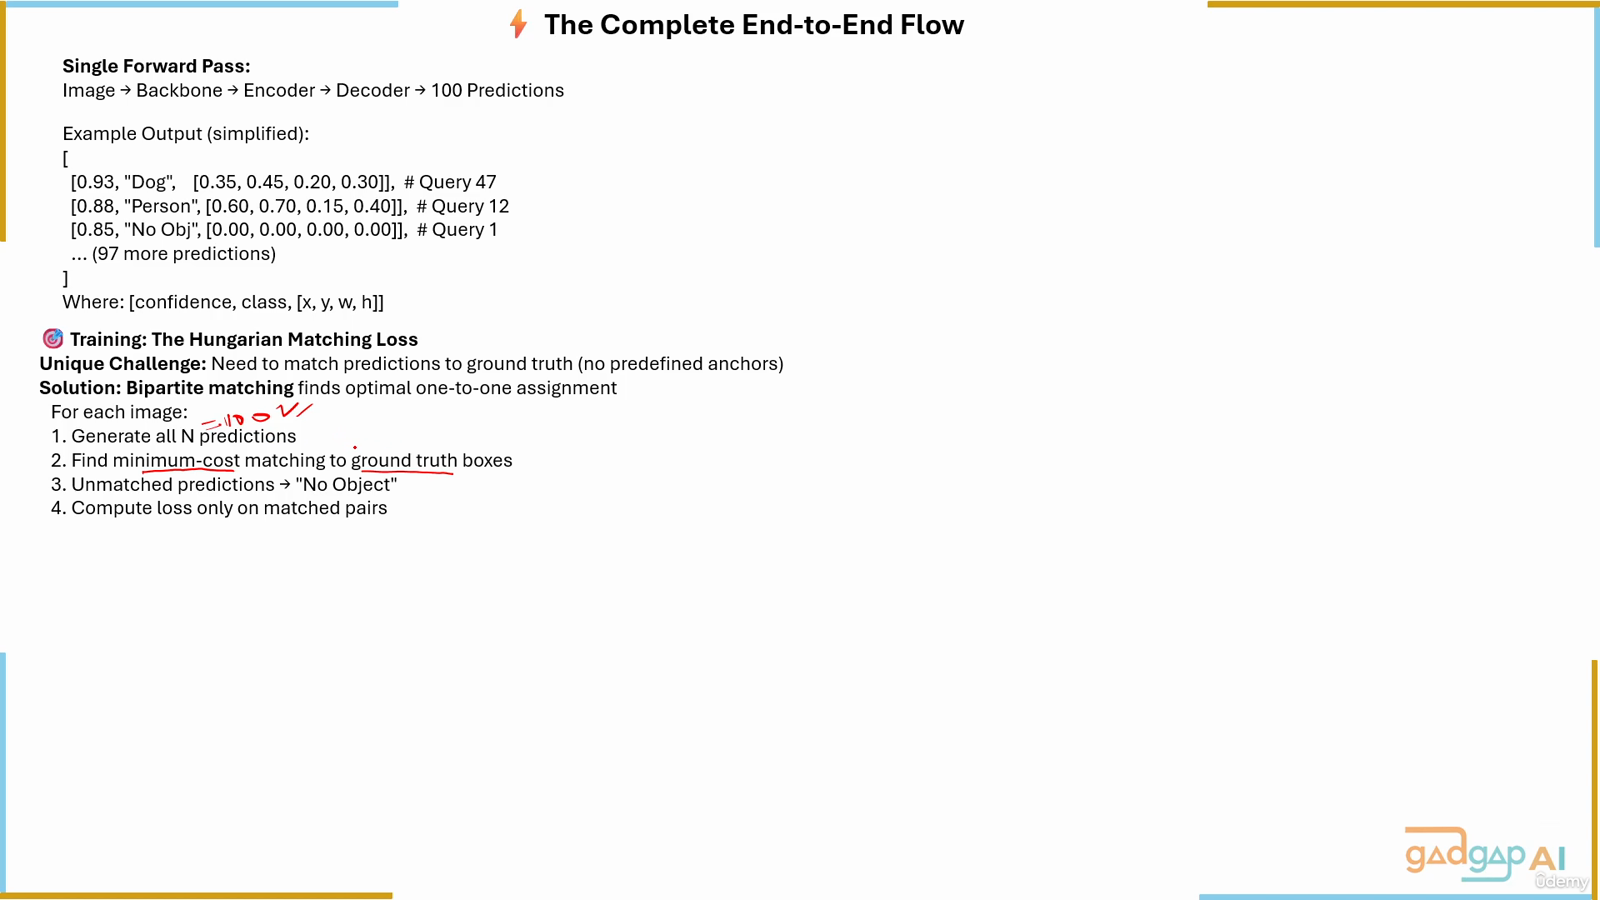 ⚡ The Complete End-to-End Flow
Single Forward Pass:
Image → Backbone → Encoder → Decoder → 100 Predictions
Example Output (simplified):
[
[0.93, "Dog", [0.35, 0.45, 0.20, 0.30]], # Query 47
[0.88, "Person", [0.60, 0.70, 0.15, 0.40]], # Query 12
[0.85, "No Obj", [0.00, 0.00, 0.00, 0.00]], # Query 1
... (97 more predictions)
]
Where: [confidence, class, [x, y, w, h]]
🎯 Training: The Hungarian Matching Loss
Unique Challenge: Need to match predictions to ground truth (no predefined anchors)
Solution: Bipartite matching finds optimal one-to-one assignment
For each image:
=100
1. Generate all N predictions
2. Find minimum-cost matching to ground truth boxes
3. Unmatched predictions → "No Object"
4. Compute loss only on matched pairs
gadgap AI
ûdemy